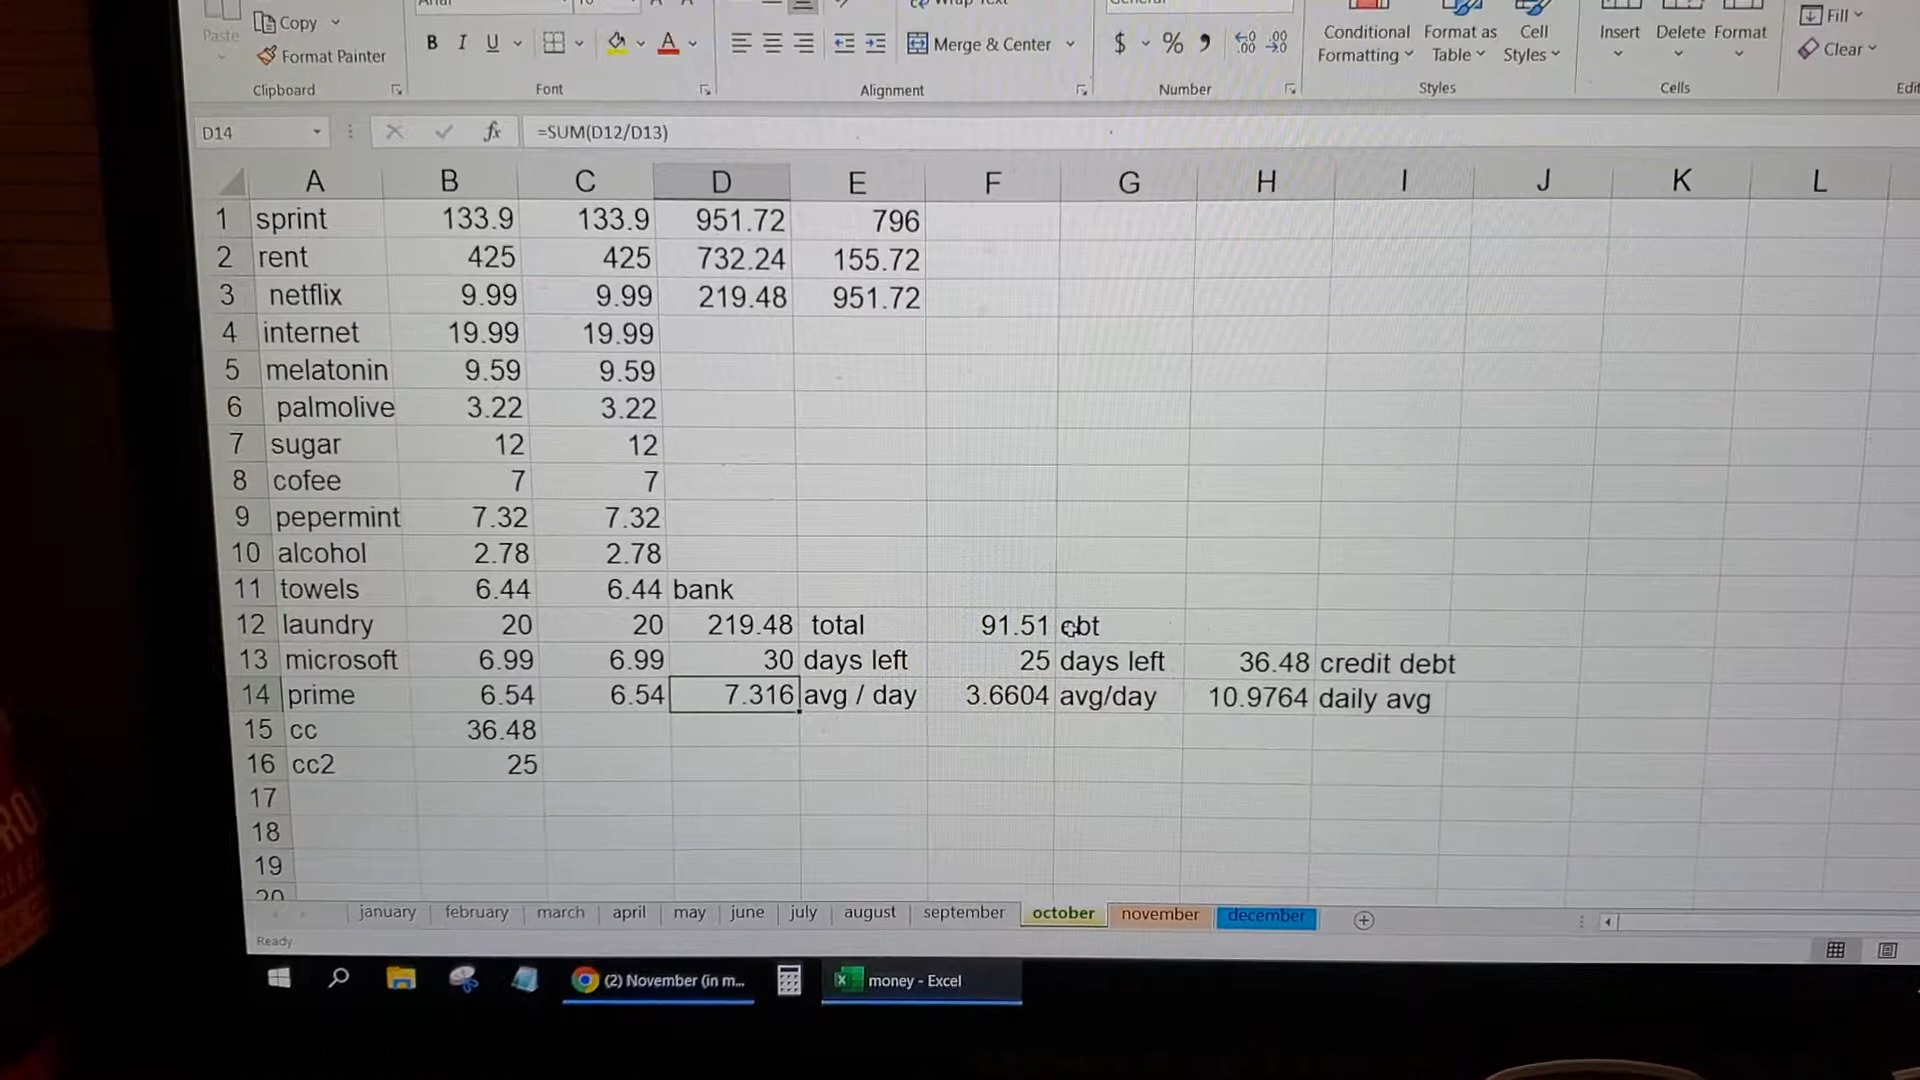 Copy
Paste
Format Painter
Clipboard
B I U
Font
Wrap Text
Merge & Center
Alignment
General
$ % 9
Number
Conditional Formatting
Format as Table
Cell Styles
Styles
Insert Delete Format
Cells
Fill
Clear
D14 fx =SUM(D12/D13)
A B C D E F G H I J K L
1 sprint 133.9 133.9 951.72 796
2 rent 425 425 732.24 155.72
3 netflix 9.99 9.99 219.48 951.72
4 internet 19.99 19.99
5 melatonin 9.59 9.59
6 palmolive 3.22 3.22
7 sugar 12 12
8 cofee 7 7
9 pepermint 7.32 7.32
10 alcohol 2.78 2.78
11 towels 6.44 6.44 bank
12 laundry 20 20 219.48 total 91.51
13 microsoft 6.99 6.99 30 days left 25 days left 36.48 credit debt
14 prime 6.54 6.54 7.316 avg / day 3.6604 avg/day 10.9764 daily avg
15 cc 36.48
16 cc2 25
17
18
19
20
january february march april may june july august september october november december
Ready
(2) November (in m... money - Excel